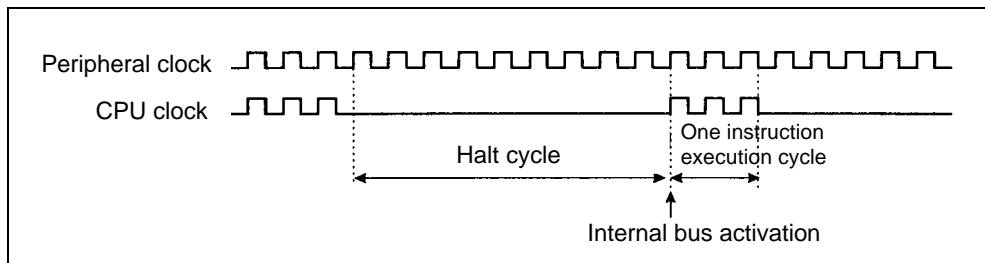 Peripheral clock
CPU clock
Halt cycle
One instruction
execution cycle
Internal bus activation